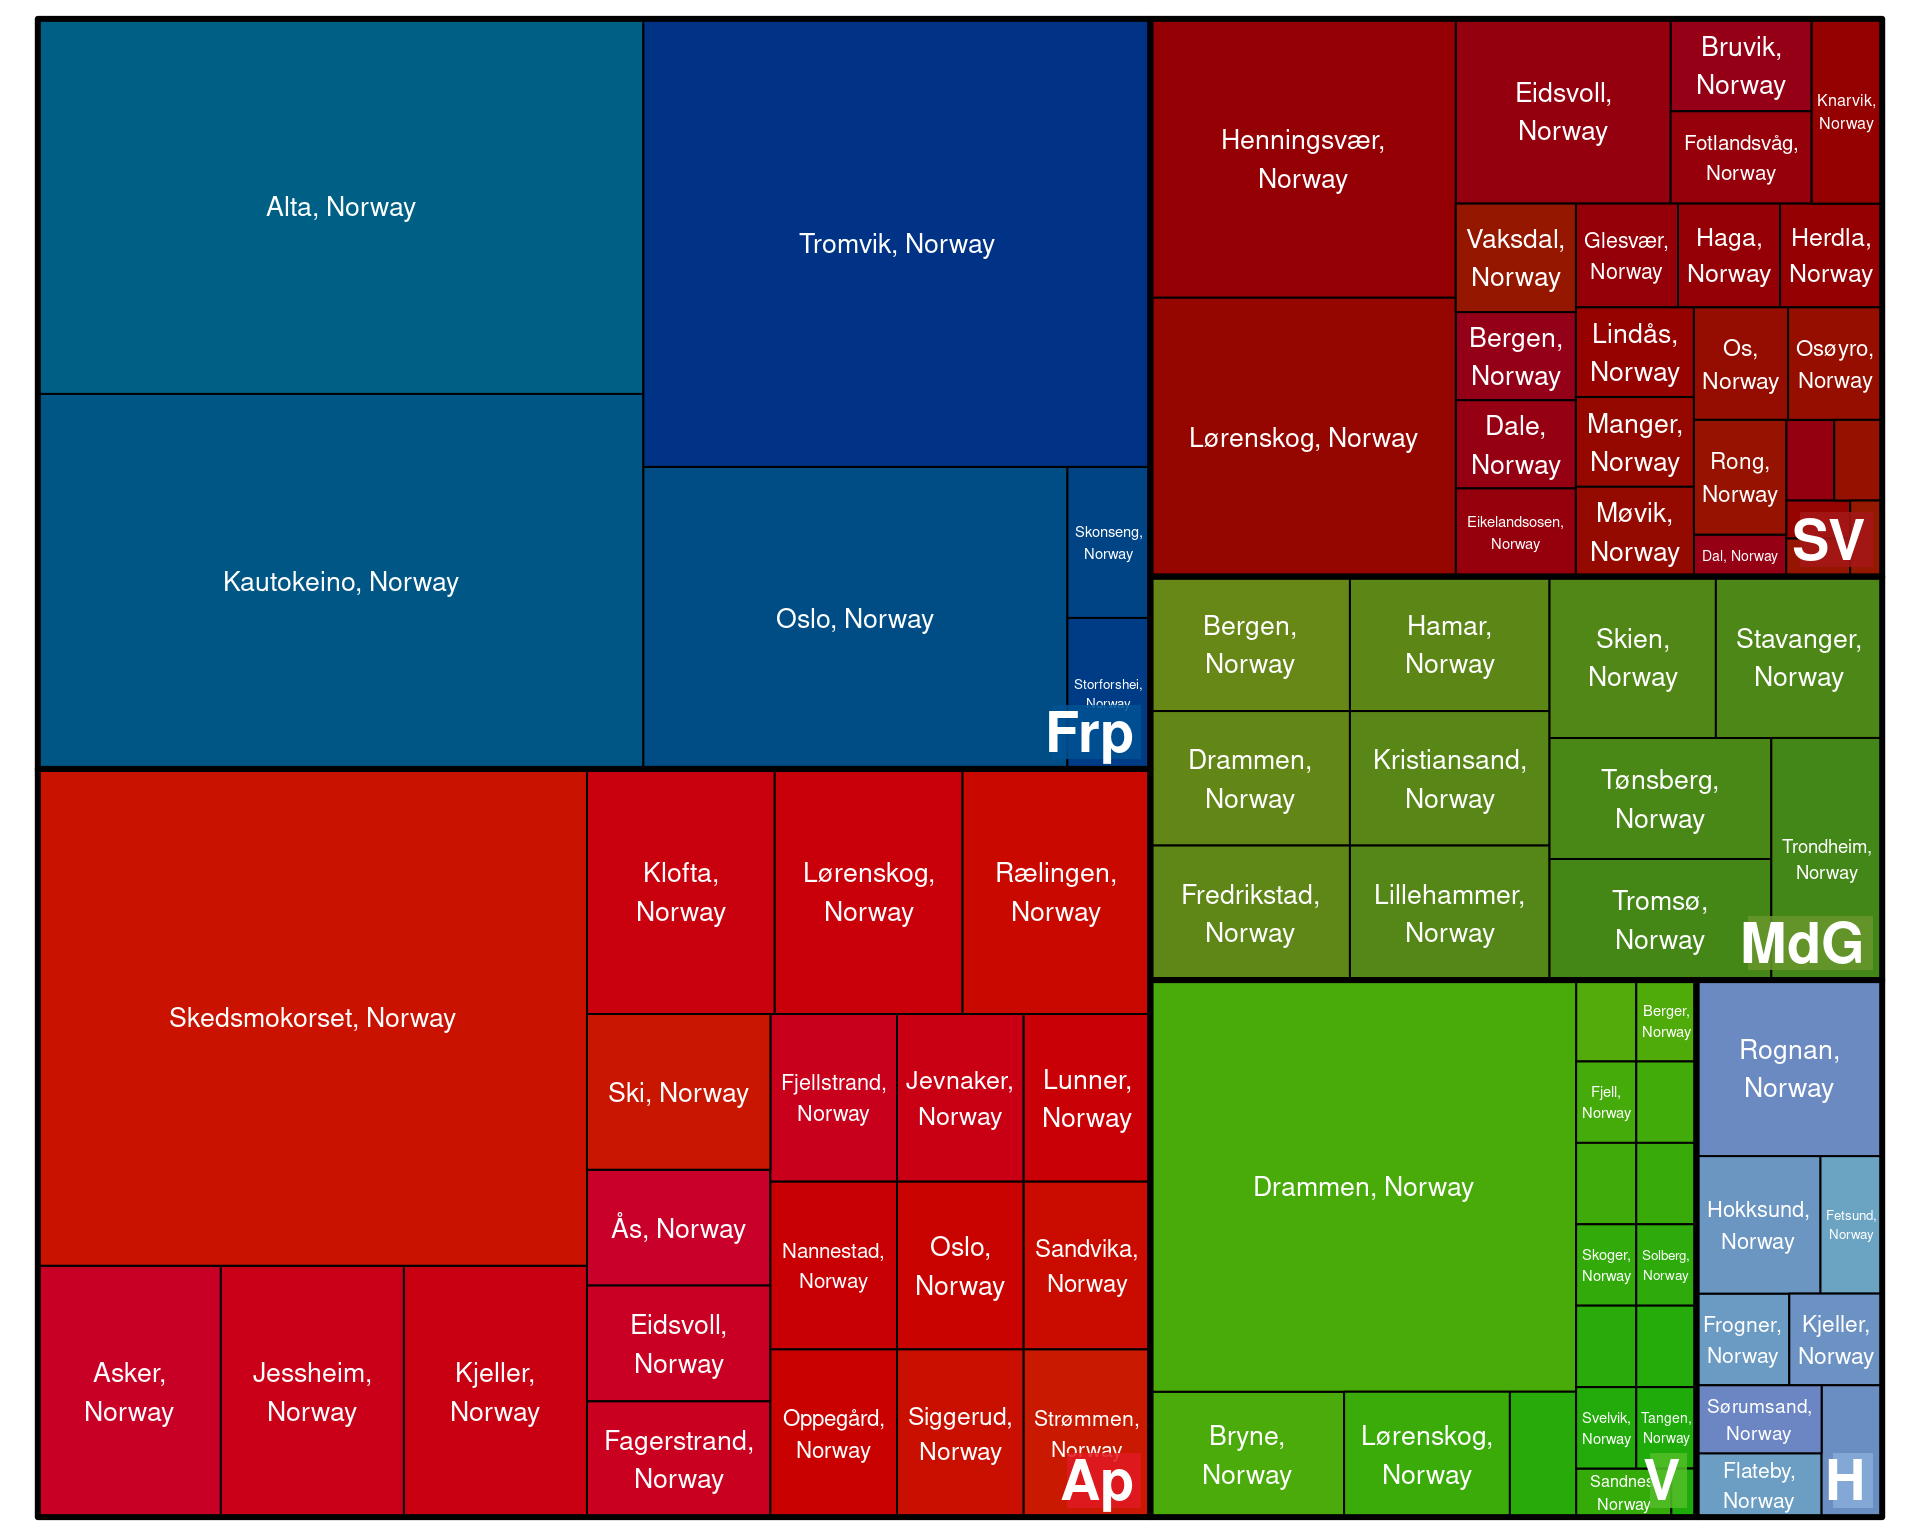 Alta, Norway
Kautokeino, Norway
Tromvik, Norway
Oslo, Norway
Skonseng,
Norway
Storforshei,
Norway
Frp
Skedsmokorset, Norway
Asker,
Norway
Jessheim,
Norway
Kjeller,
Norway
Klofta,
Norway
Lørenskog,
Norway
Rælingen,
Norway
Ski, Norway
Ås, Norway
Eidsvoll,
Norway
Fagerstrand,
Norway
Fjellstrand,
Norway
Jevnaker,
Norway
Lunner,
Norway
Nannestad,
Norway
Oslo,
Norway
Sandvika,
Norway
Oppegård,
Norway
Siggerud,
Norway
Strømmen,
Norway
Ap
Henningsvær,
Norway
Lørenskog, Norway
Eidsvoll,
Norway
Bruvik,
Norway
Fotlandsvåg,
Norway
Knarvik,
Norway
Vaksdal,
Norway
Bergen,
Norway
Dale,
Norway
Eikelandsosen,
Norway
Glesvær,
Norway
Haga,
Norway
Herdla,
Norway
Lindås,
Norway
Manger,
Norway
Møvik,
Norway
Os,
Norway
Osøyro,
Norway
Rong,
Norway
Dal, Norway
SV
Bergen,
Norway
Drammen,
Norway
Fredrikstad,
Norway
Hamar,
Norway
Kristiansand,
Norway
Lillehammer,
Norway
Skien,
Norway
Stavanger,
Norway
Tønsberg,
Norway
Tromsø,
Norway
Trondheim,
Norway
MdG
Drammen, Norway
Bryne,
Norway
Lørenskog,
Norway
Berger,
Norway
Fjell,
Norway
Skoger,
Norway
Solberg,
Norway
Svelvik,
Norway
Tangen,
Norway
Sandnes,
Norway
V
Rognan,
Norway
Hokksund,
Norway
Fetsund,
Norway
Frogner,
Norway
Kjeller,
Norway
Sørumsand,
Norway
Flateby,
Norway
H